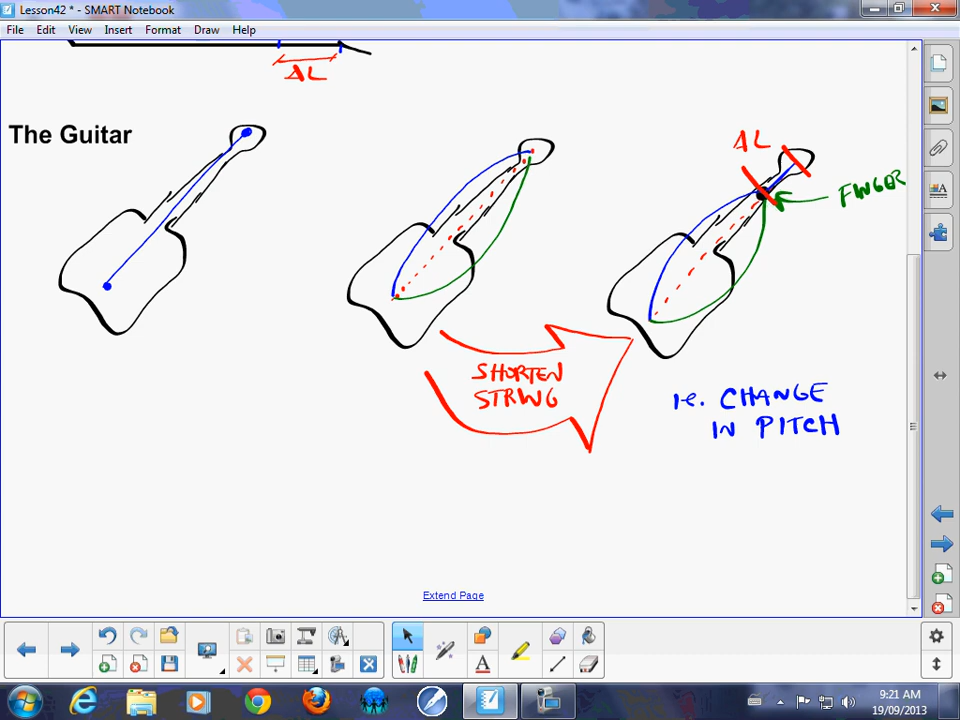 Lesson42 * - SMART Notebook
File Edit View Insert Format Draw Help
ΔL
The Guitar
ΔL
FINGER
SHORTEN
STRING
ie. CHANGE
IN PITCH
Extend Page
9:21 AM
19/09/2013